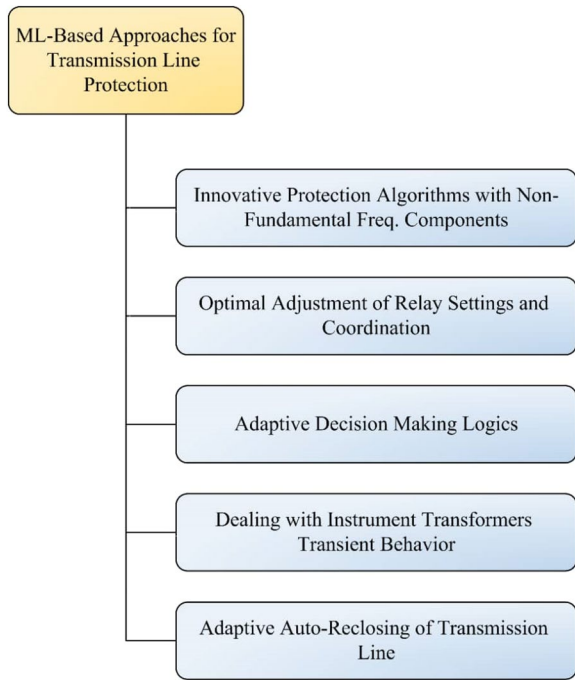 ML-Based Approaches for
Transmission Line
Protection
Innovative Protection Algorithms with Non-
Fundamental Freq. Components
Optimal Adjustment of Relay Settings and
Coordination
Adaptive Decision Making Logics
Dealing with Instrument Transformers
Transient Behavior
Adaptive Auto-Reclosing of Transmission
Line